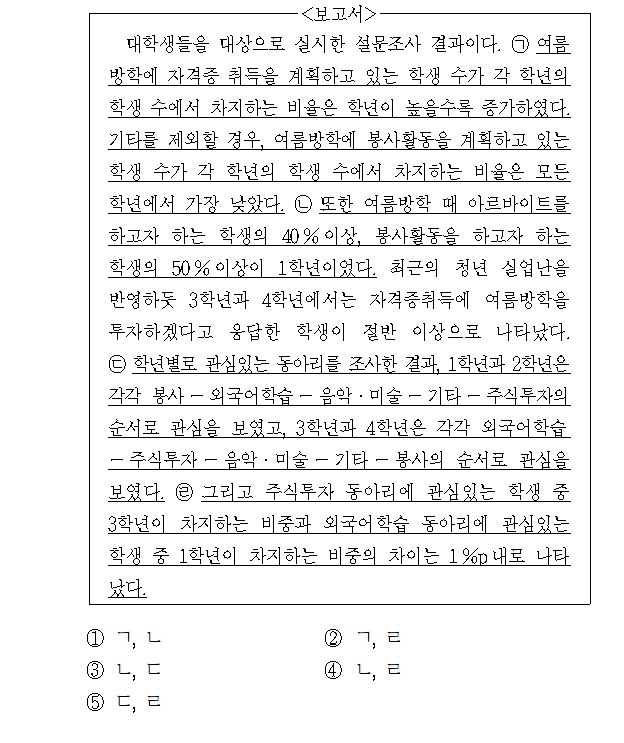 <보고서>
대학생들을 대상으로 실시한 설문조사 결과이다. ㉠ 여름
방학에 자격증 취득을 계획하고 있는 학생 수가 각 학년의
학생 수에서 차지하는 비율은 학년이 높을수록 증가하였다.
기타를 제외할 경우, 여름방학에 봉사활동을 계획하고 있는
학생 수가 각 학년의 학생 수에서 차지하는 비율은 모든
학년에서 가장 낮았다. ㉡ 또한 여름방학 때 아르바이트를
하고자 하는 학생의 40%이상, 봉사활동을 하고자 하는
학생의 50%이상이 1학년이었다. 최근의 청년 실업난을
반영하듯 3학년과 4학년에서는 자격증취득에 여름방학을
투자하겠다고 응답한 학생이 절반 이상으로 나타났다.
㉢ 학년별로 관심있는 동아리를 조사한 결과, 1학년과 2학년은
각각 봉사-외국어학습-음악·미술-기타-주식투자의
순서로 관심을 보였고, 3학년과 4학년은 각각 외국어학습
-주식투자-음악·미술-기타-봉사의 순서로 관심을
보였다. ㉣ 그리고 주식투자 동아리에 관심있는 학생 중
3학년이 차지하는 비중과 외국어학습 동아리에 관심있는
학생 중 1학년이 차지하는 비중의 차이는 1%p대로 나타
났다.
① ㄱ, ㄴ ② ㄱ, ㄹ
③ ㄴ, ㄷ ④ ㄴ, ㄹ
⑤ ㄷ, ㄹ